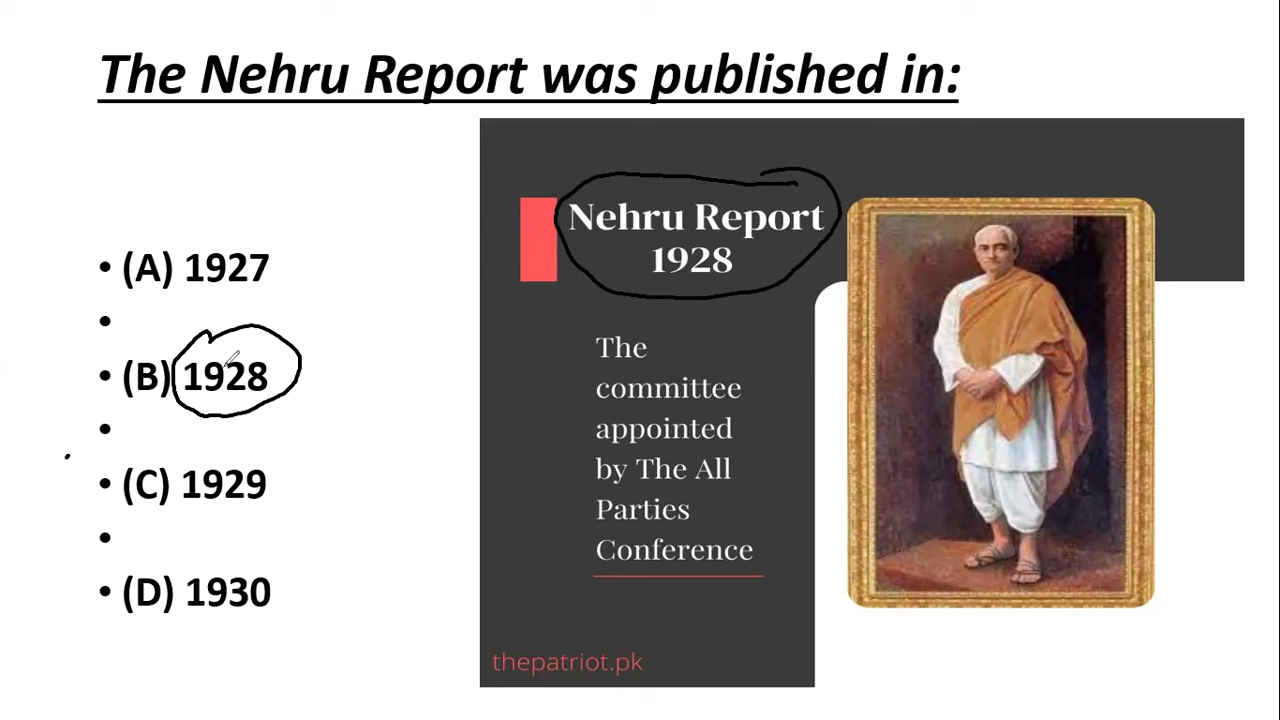 The Nehru Report was published in:
• (A) 1927
•
• (B) 1928
•
• (C) 1929
•
• (D) 1930
Nehru Report
1928
The
committee
appointed
by The All
Parties
Conference
thepatriot.pk